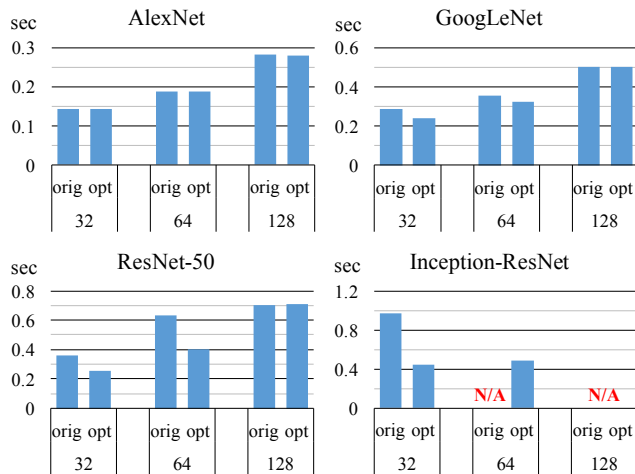 AlexNet
sec
0.3
0.2
0.1
0
orig opt orig opt orig opt
32 64 128
GoogLeNet
sec
0.6
0.4
0.2
0
orig opt orig opt orig opt
32 64 128
ResNet-50
sec
0.8
0.6
0.4
0.2
0
orig opt orig opt orig opt
32 64 128
Inception-ResNet
sec
1.2
0.8
0.4
0
N/A N/A
orig opt orig opt orig opt
32 64 128